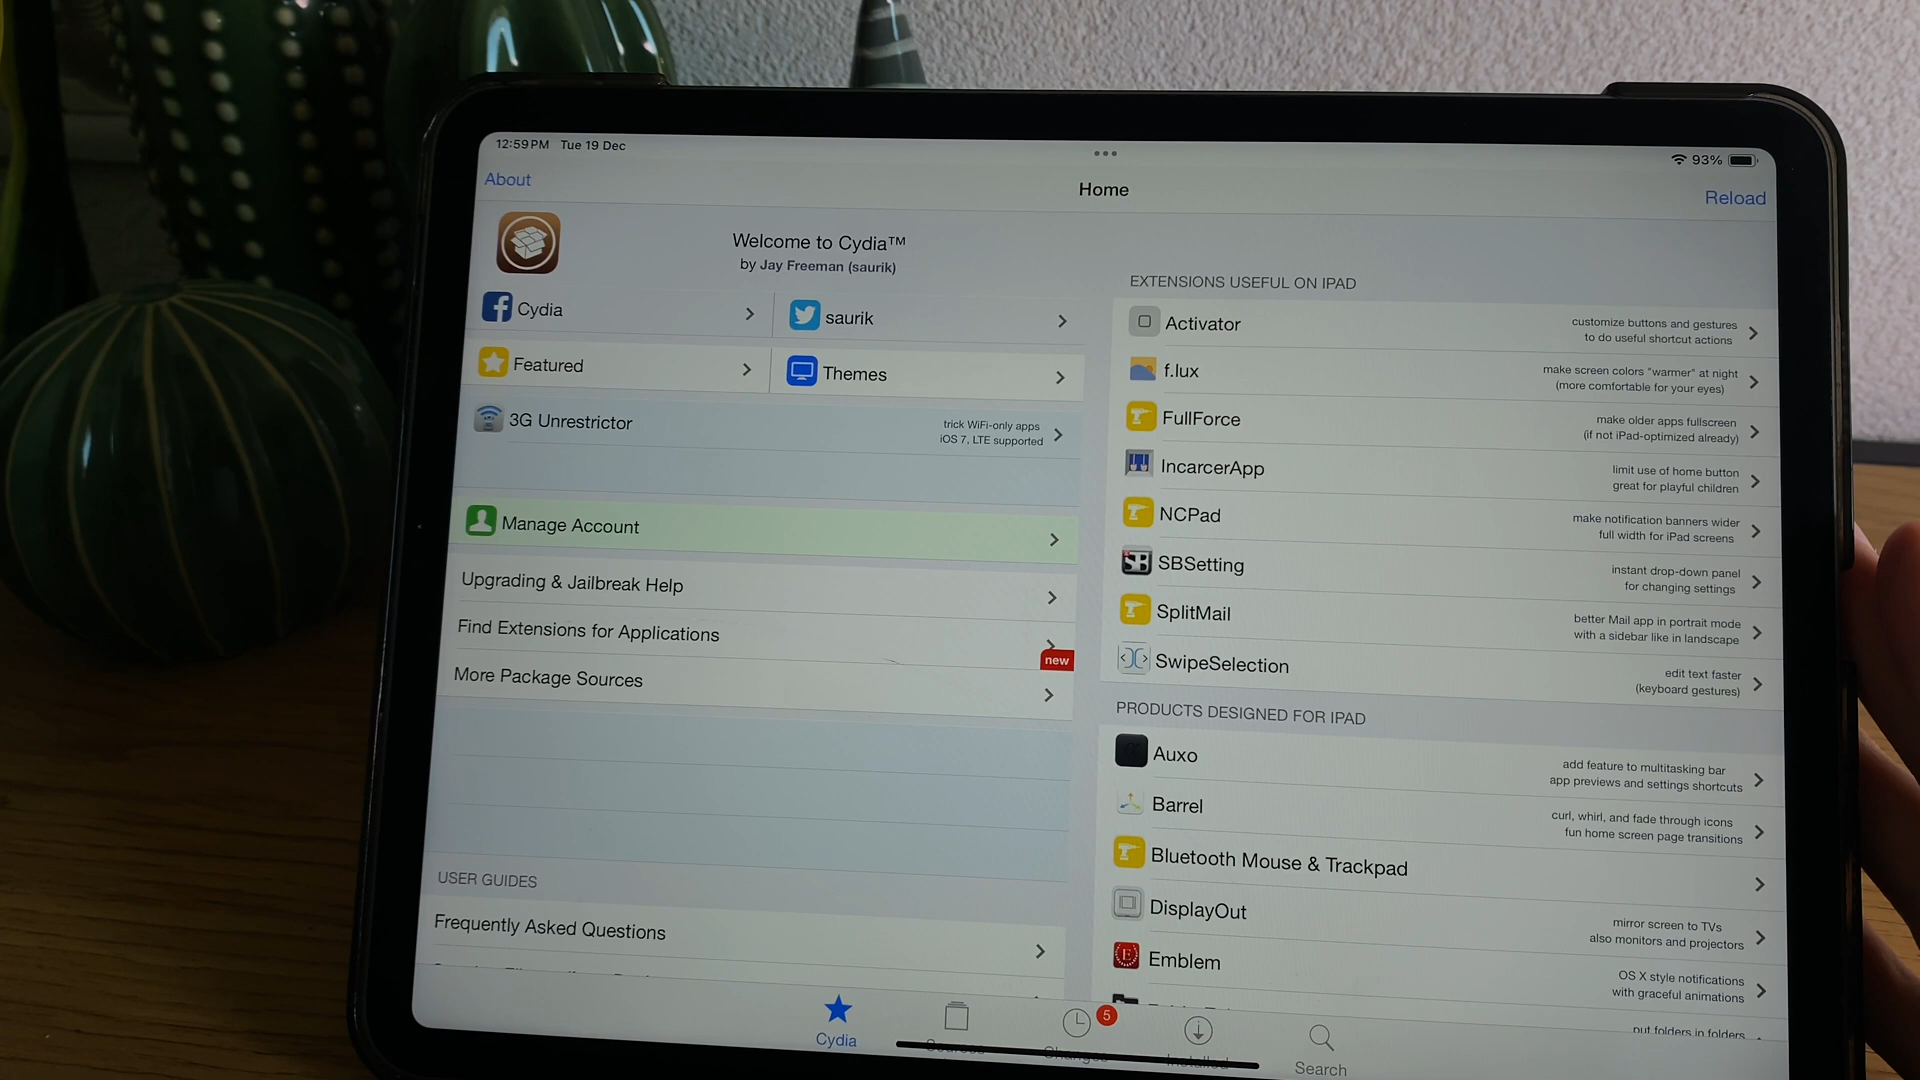 12:59 PM Tue 19 Dec
93%
About
Home
Reload
Welcome to Cydia™
by Jay Freeman (saurik)
Cydia
saurik
Featured
Themes
3G Unrestrictor
trick WiFi-only apps
iOS 7, LTE supported
Manage Account
Upgrading & Jailbreak Help
Find Extensions for Applications
new
More Package Sources
USER GUIDES
Frequently Asked Questions
EXTENSIONS USEFUL ON IPAD
Activator
customize buttons and gestures
to do useful shortcut actions
f.lux
make screen colors "warmer" at night
(more comfortable for your eyes)
FullForce
make older apps fullscreen
(if not iPad-optimized already)
IncarcerApp
limit use of home button
great for playful children
NCPad
make notification banners wider
full width for iPad screens
SB
SBSetting
instant drop-down panel
for changing settings
SplitMail
better Mail app in portrait mode
with a sidebar like in landscape
SwipeSelection
edit text faster
(keyboard gestures)
PRODUCTS DESIGNED FOR IPAD
Auxo
add feature to multitasking bar
app previews and settings shortcuts
Barrel
curl, whirl, and fade through icons
fun home screen page transitions
Bluetooth Mouse & Trackpad
DisplayOut
mirror screen to TVs
also monitors and projectors
E
Emblem
OS X style notifications
with graceful animations
put folders in folders
Cydia
5
Search